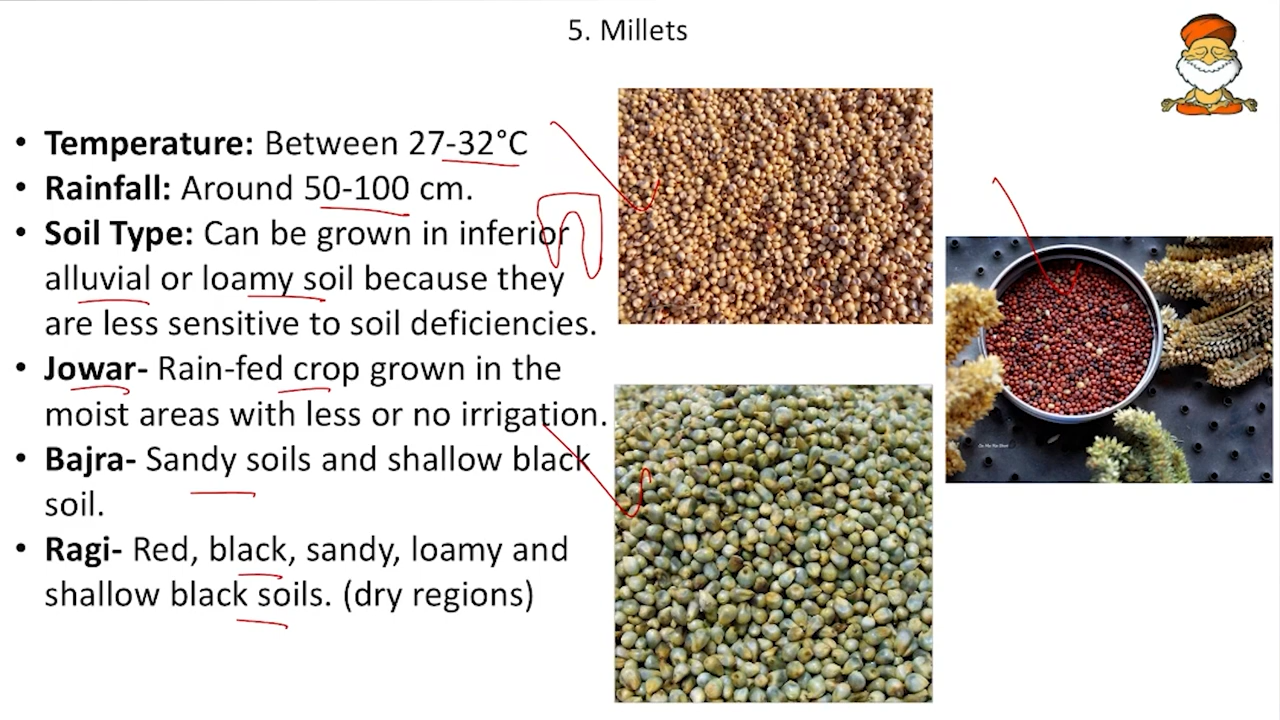 5. Millets
• Temperature: Between 27-32°C
• Rainfall: Around 50-100 cm.
• Soil Type: Can be grown in inferior
alluvial or loamy soil because they
are less sensitive to soil deficiencies.
• Jowar- Rain-fed crop grown in the
moist areas with less or no irrigation.
• Bajra- Sandy soils and shallow black
soil.
• Ragi- Red, black, sandy, loamy and
shallow black soils. (dry regions)